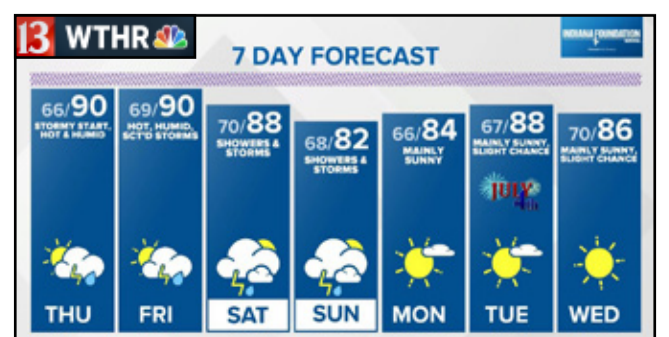 13 WTHR
INDIANA FOUNDATION
7 DAY FORECAST
66/90
STORMY START,
HOT & HUMID
THU
69/90
HOT, HUMID,
SCT'D STORMS
FRI
70/88
SHOWERS &
STORMS
SAT
68/82
SHOWERS &
STORMS
SUN
66/84
MAINLY
SUNNY
MON
67/88
MAINLY SUNNY,
SLIGHT CHANCE
JULY
4th
TUE
70/86
MAINLY SUNNY,
SLIGHT CHANCE
WED